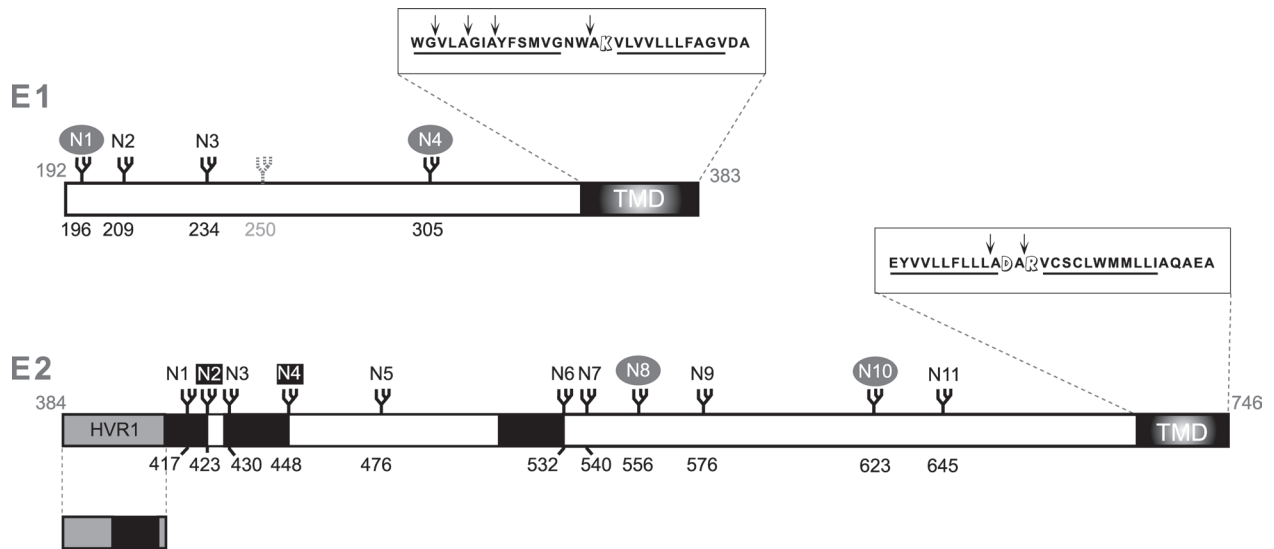 WGVLAGIAYFSMVGNWAKVLVVLLLFAGVDA
E1
N1 N2 N3 N4
192 383
TMD
196 209 234 250 305
EYVVLLFLLLADARVCSCLWMMLLIAQAEA
E2
N1 N2 N3 N4 N5 N6 N7 N8 N9 N10 N11
384 746
HVR1 TMD
417 423 430 448 476 532 540 556 576 623 645